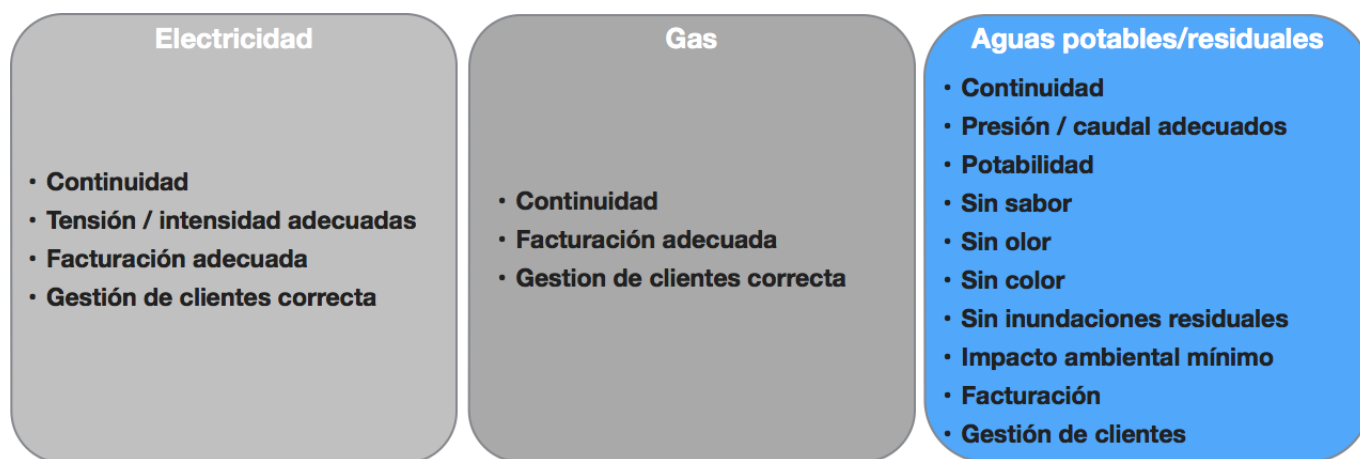 Electricidad
• Continuidad
• Tensión / intensidad adecuadas
• Facturación adecuada
• Gestión de clientes correcta
Gas
• Continuidad
• Facturación adecuada
• Gestion de clientes correcta
Aguas potables/residuales
• Continuidad
• Presión / caudal adecuados
• Potabilidad
• Sin sabor
• Sin olor
• Sin color
• Sin inundaciones residuales
• Impacto ambiental mínimo
• Facturación
• Gestión de clientes